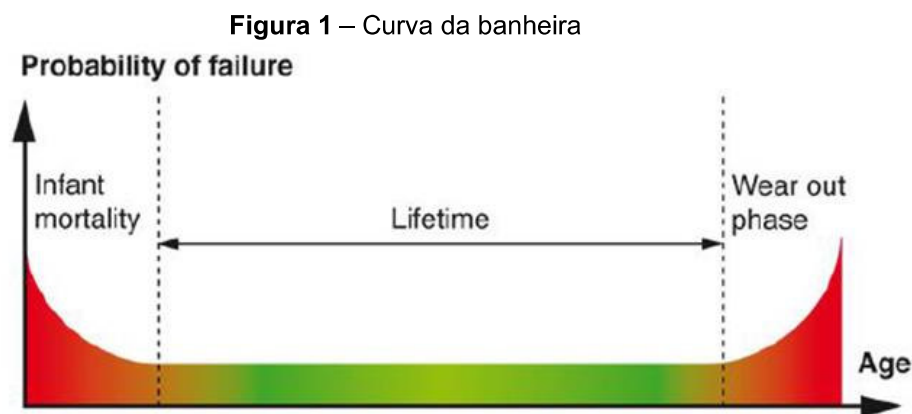 Figura 1 – Curva da banheira
Probability of failure
Infant
mortality
Lifetime
Wear out
phase
Age